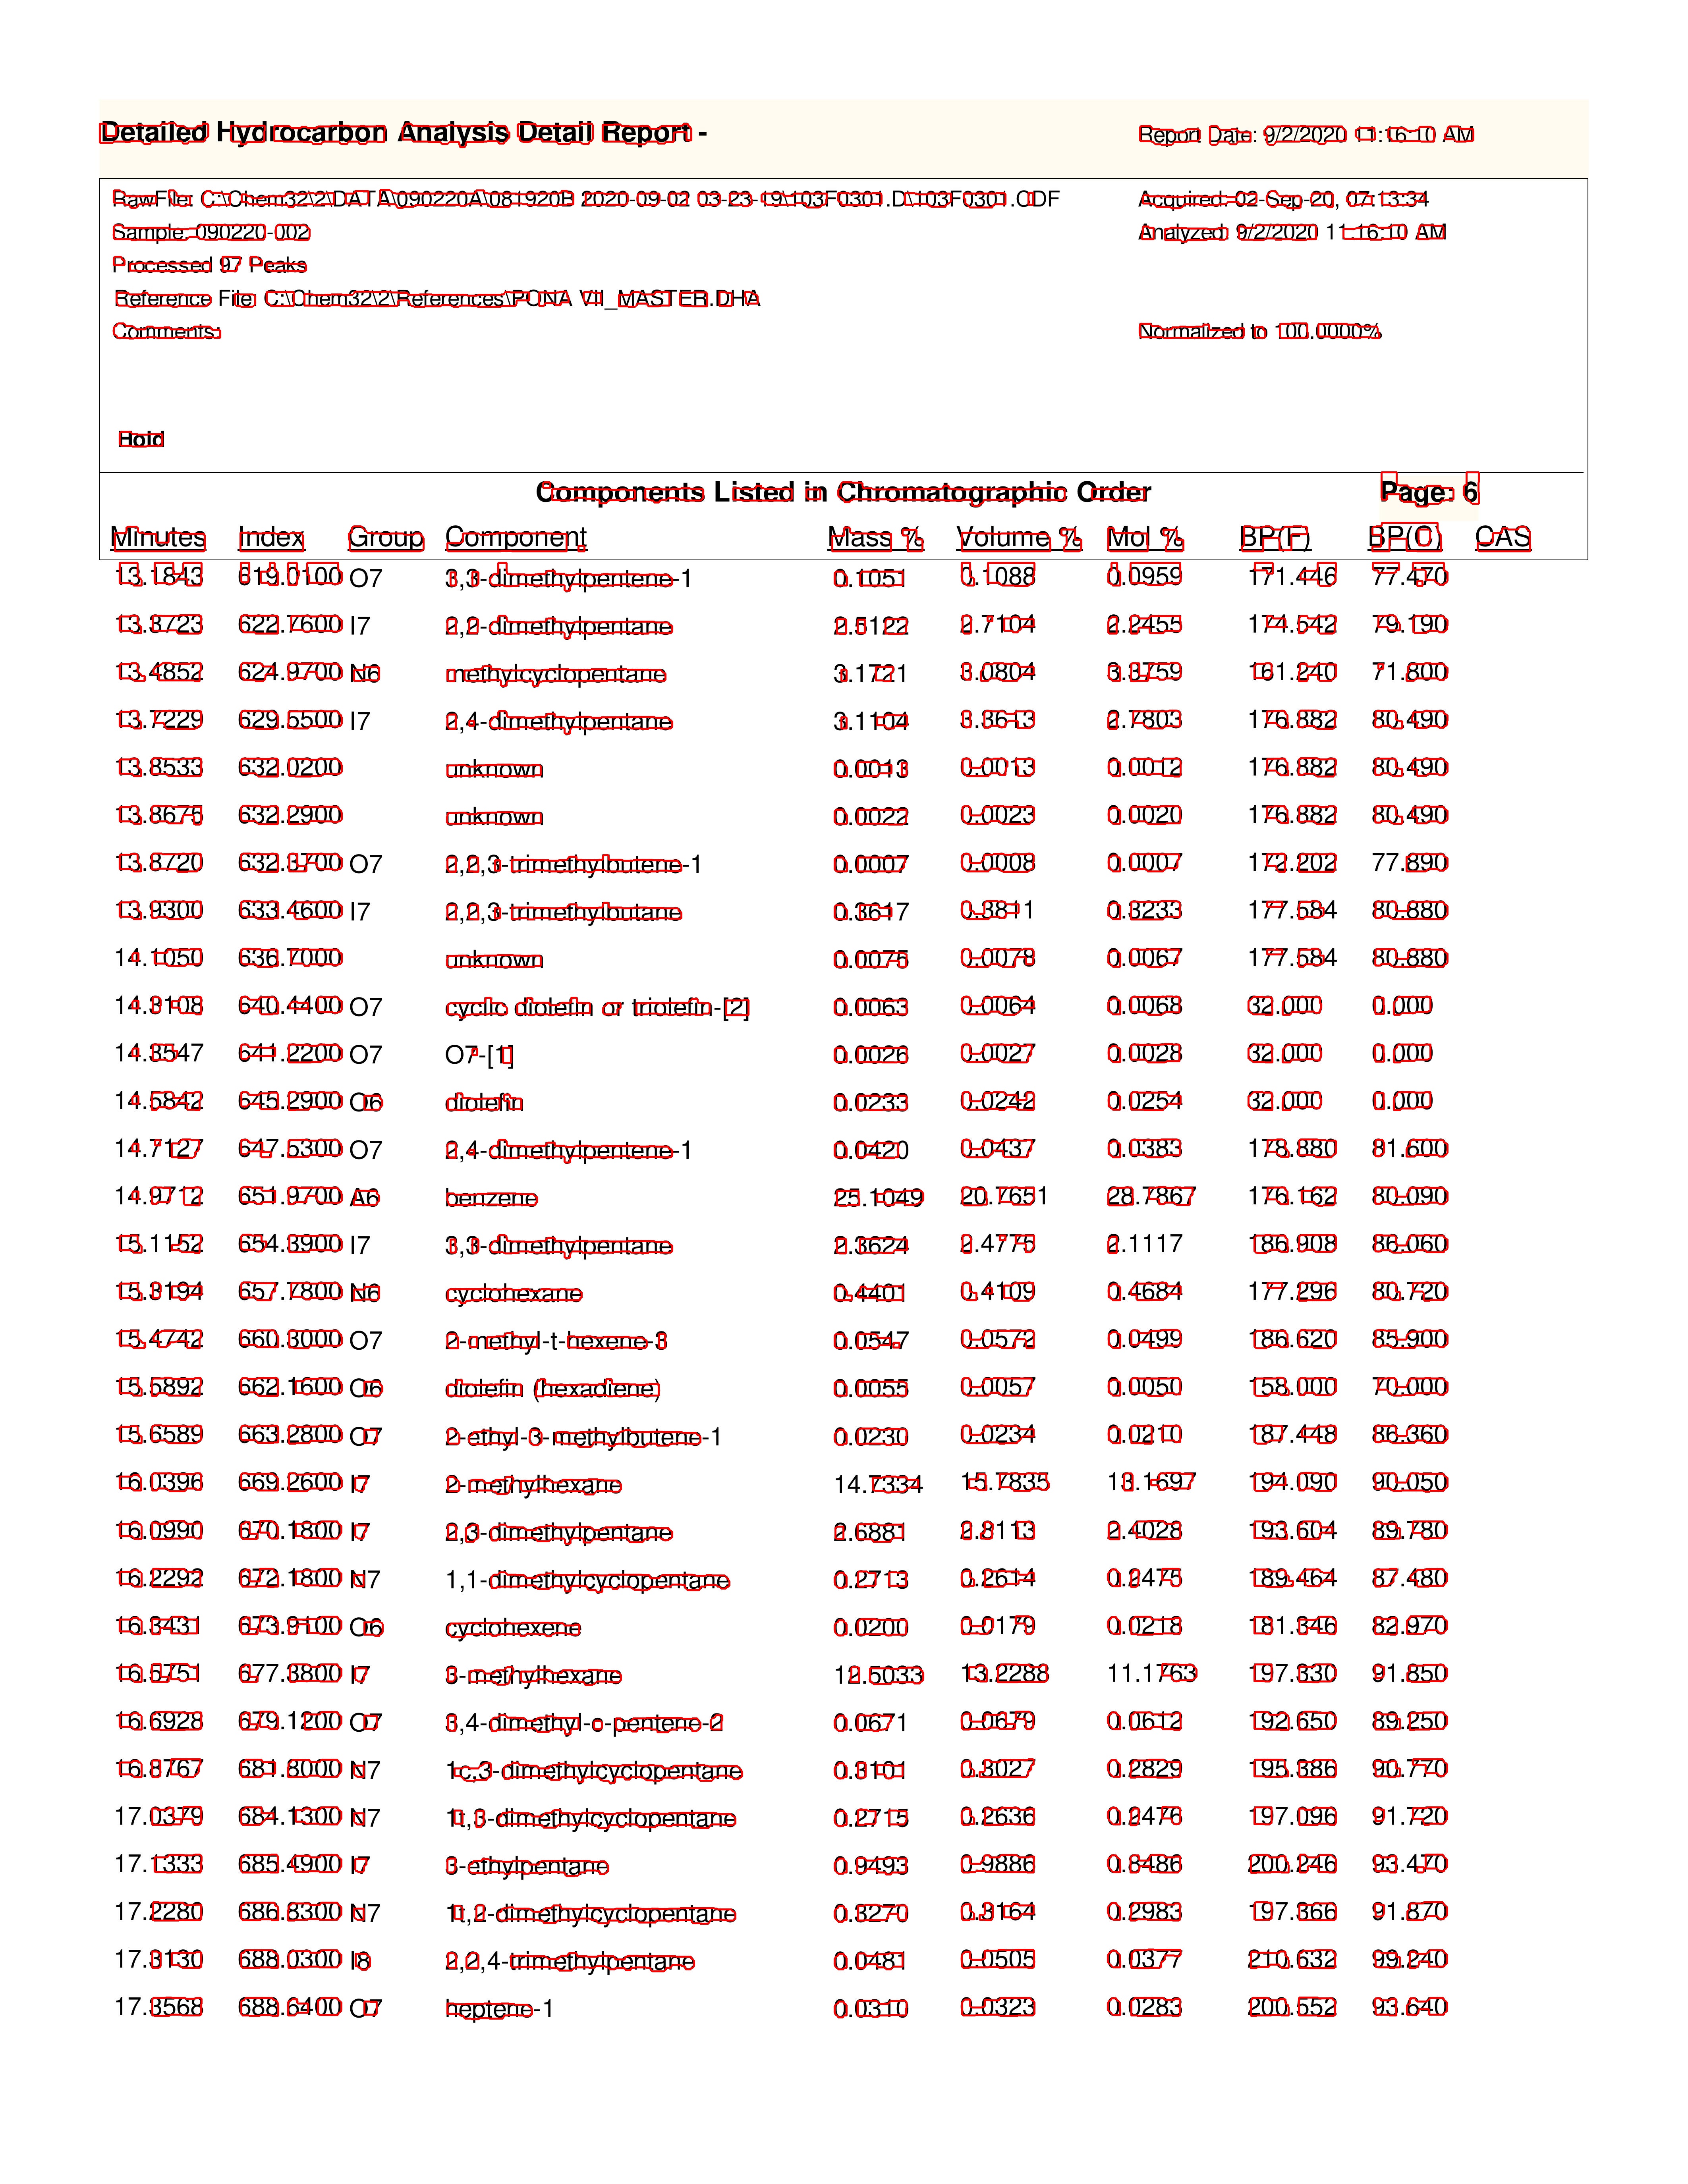 Detailed Hydrocarbon Analysis Detail Report - Report Date: 9/2/2020 11:16:10 AM
RawFile: C:\Chem32\2\DATA\090220A\081920B 2020-09-02 03-23-19\103F0301.D\103F0301.CDF Acquired: 02-Sep-20, 07:13:34
Sample: 090220-002 Analyzed: 9/2/2020 11:16:10 AM
Processed 97 Peaks
Reference File: C:\Chem32\2\References\PONA VII_MASTER.DHA
Comments: Normalized to 100.0000%
Hold
Components Listed in Chromatographic Order Page: 6
Minutes Index Group Component Mass % Volume % Mol % BP(F) BP(C) CAS
13.1843 619.0100 O7 3,3-dimethylpentene-1 0.1051 0.1088 0.0959 171.446 77.470
13.3723 622.7600 I7 2,2-dimethylpentane 2.5122 2.7104 2.2455 174.542 79.190
13.4852 624.9700 N6 methylcyclopentane 3.1721 3.0804 3.3759 161.240 71.800
13.7229 629.5500 I7 2,4-dimethylpentane 3.1104 3.3613 2.7803 176.882 80.490
13.8533 632.0200 unknown 0.0013 0.0013 0.0012 176.882 80.490
13.8675 632.2900 unknown 0.0022 0.0023 0.0020 176.882 80.490
13.8720 632.3700 O7 2,2,3-trimethylbutene-1 0.0007 0.0008 0.0007 172.202 77.890
13.9300 633.4600 I7 2,2,3-trimethylbutane 0.3617 0.3811 0.3233 177.584 80.880
14.1050 636.7000 unknown 0.0075 0.0078 0.0067 177.584 80.880
14.3108 640.4400 O7 cyclic diolefin or triolefin-[2] 0.0063 0.0064 0.0068 32.000 0.000
14.3547 641.2200 O7 O7-[1] 0.0026 0.0027 0.0028 32.000 0.000
14.5842 645.2900 O6 diolefin 0.0233 0.0242 0.0254 32.000 0.000
14.7127 647.5300 O7 2,4-dimethylpentene-1 0.0420 0.0437 0.0383 178.880 81.600
14.9712 651.9700 A6 benzene 25.1049 20.7651 28.7867 176.162 80.090
15.1152 654.3900 I7 3,3-dimethylpentane 2.3624 2.4775 2.1117 186.908 86.060
15.3194 657.7800 N6 cyclohexane 0.4401 0.4109 0.4684 177.296 80.720
15.4742 660.3000 O7 2-methyl-t-hexene-3 0.0547 0.0572 0.0499 186.620 85.900
15.5892 662.1600 O6 diolefin (hexadiene) 0.0055 0.0057 0.0050 158.000 70.000
15.6589 663.2800 O7 2-ethyl-3-methylbutene-1 0.0230 0.0234 0.0210 187.448 86.360
16.0396 669.2600 I7 2-methylhexane 14.7334 15.7835 13.1697 194.090 90.050
16.0990 670.1800 I7 2,3-dimethylpentane 2.6881 2.8113 2.4028 193.604 89.780
16.2292 672.1800 N7 1,1-dimethylcyclopentane 0.2713 0.2614 0.2475 189.464 87.480
16.3431 673.9100 O6 cyclohexene 0.0200 0.0179 0.0218 181.346 82.970
16.5751 677.3800 I7 3-methylhexane 12.5033 13.2288 11.1763 197.330 91.850
16.6928 679.1200 O7 3,4-dimethyl-c-pentene-2 0.0671 0.0679 0.0612 192.650 89.250
16.8767 681.8000 N7 1c,3-dimethylcyclopentane 0.3101 0.3027 0.2829 195.386 90.770
17.0379 684.1300 N7 1t,3-dimethylcyclopentane 0.2715 0.2636 0.2476 197.096 91.720
17.1333 685.4900 I7 3-ethylpentane 0.9493 0.9886 0.8486 200.246 93.470
17.2280 686.8300 N7 1t,2-dimethylcyclopentane 0.3270 0.3164 0.2983 197.366 91.870
17.3130 688.0300 I8 2,2,4-trimethylpentane 0.0481 0.0505 0.0377 210.632 99.240
17.3568 688.6400 O7 heptene-1 0.0310 0.0323 0.0283 200.552 93.640